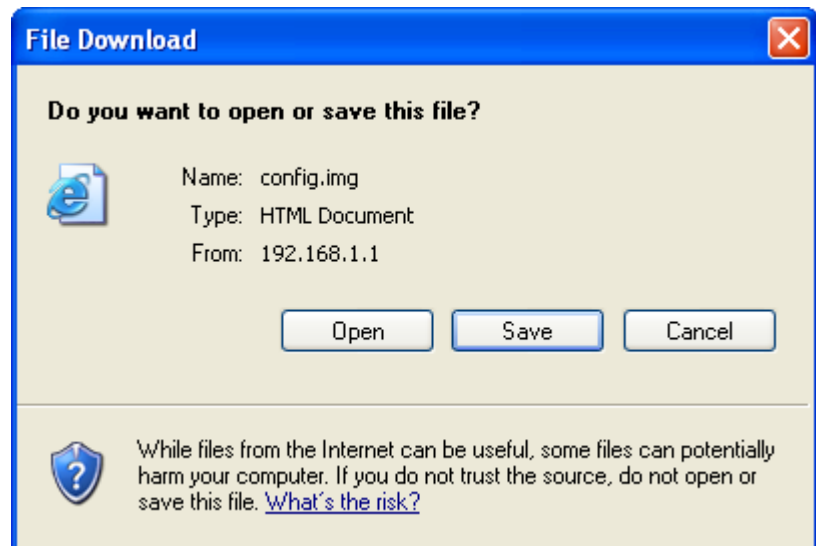 File Download
Do you want to open or save this file?
Name: config.img
Type: HTML Document
From: 192.168.1.1
Open Save Cancel
While files from the Internet can be useful, some files can potentially
harm your computer. If you do not trust the source, do not open or
save this file. What's the risk?